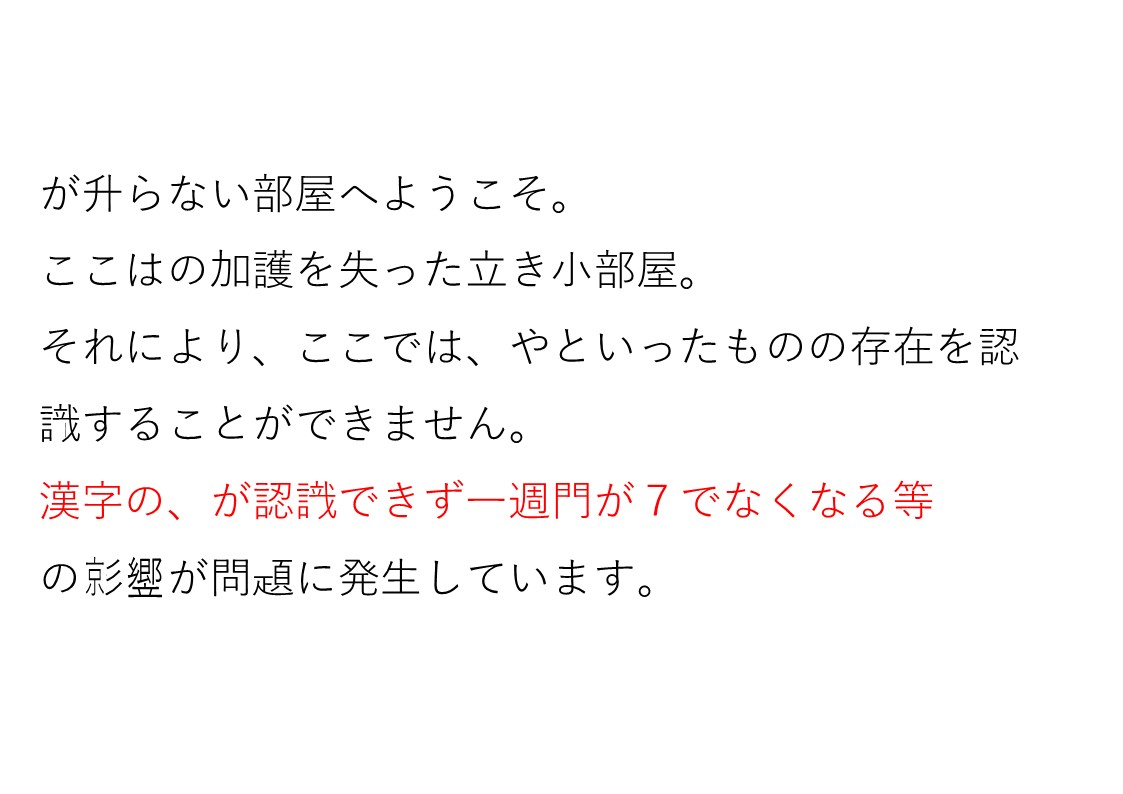 が升らない部屋へようこそ。
ここはの加護を失った立き小部屋。
それにより、ここでは、やといったものの存在を認
識することができません。
漢字の、が認識できず一週門が７でなくなる等
の影響が問題に発生しています。